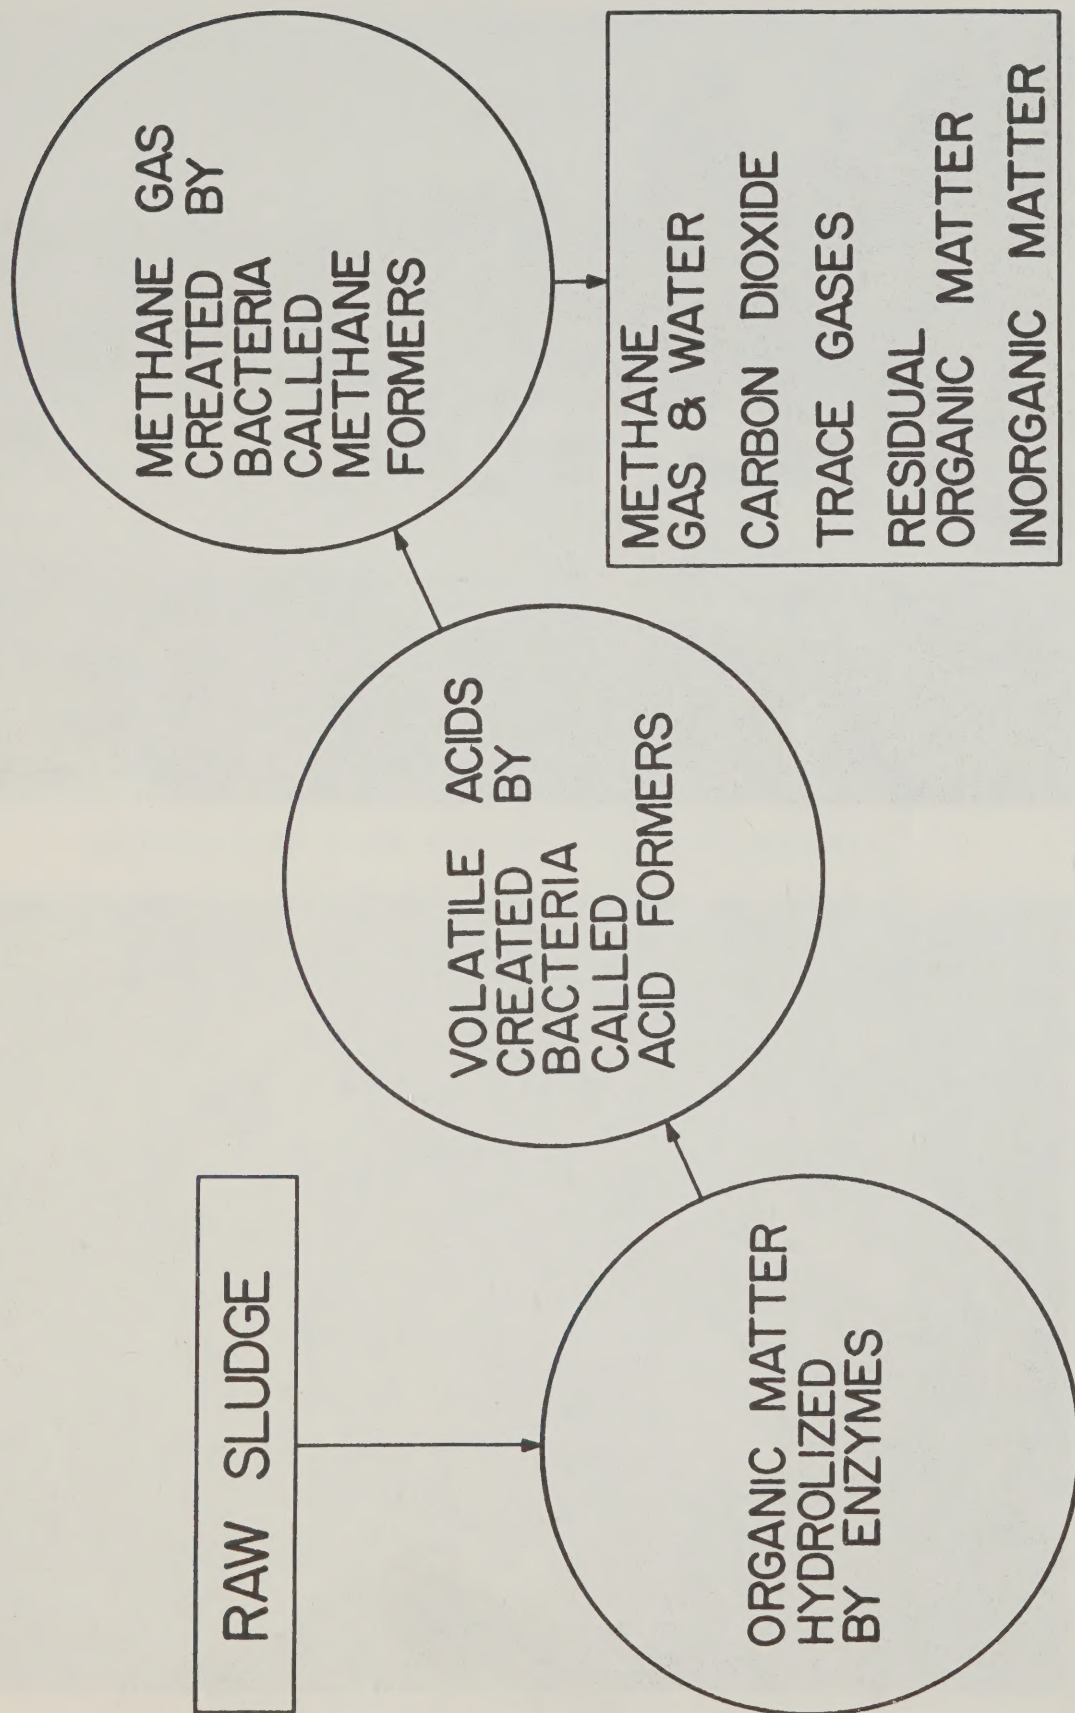 RAW SLUDGE
ORGANIC MATTER
HYDROLIZED
BY ENZYMES
VOLATILE ACIDS
CREATED BY
BACTERIA
CALLED
ACID FORMERS
METHANE GAS
CREATED BY
BACTERIA
CALLED
METHANE
FORMERS
METHANE
GAS & WATER
CARBON DIOXIDE
TRACE GASES
RESIDUAL
ORGANIC MATTER
INORGANIC MATTER